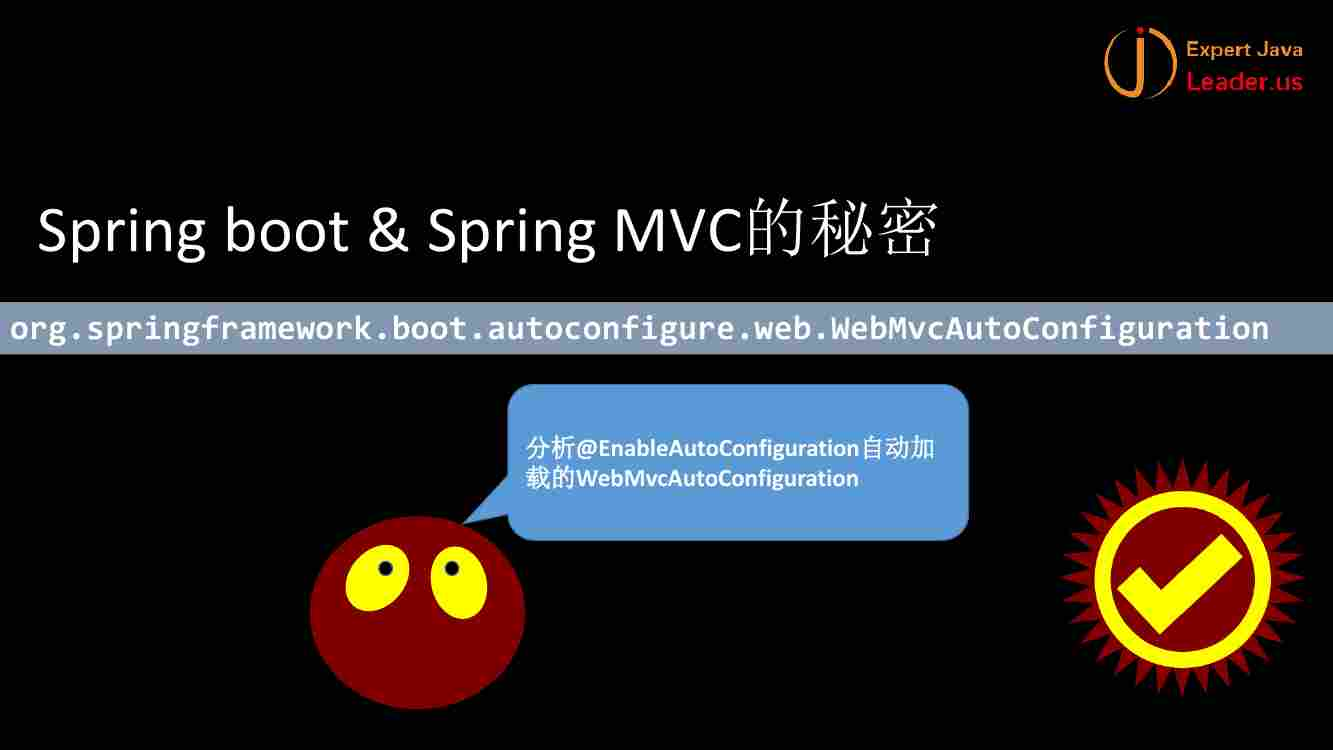 Expert Java
Leader.us
Spring boot & Spring MVC的秘密
org.springframework.boot.autoconfigure.web.WebMvcAutoConfiguration
分析@EnableAutoConfiguration自动加
载的WebMvcAutoConfiguration